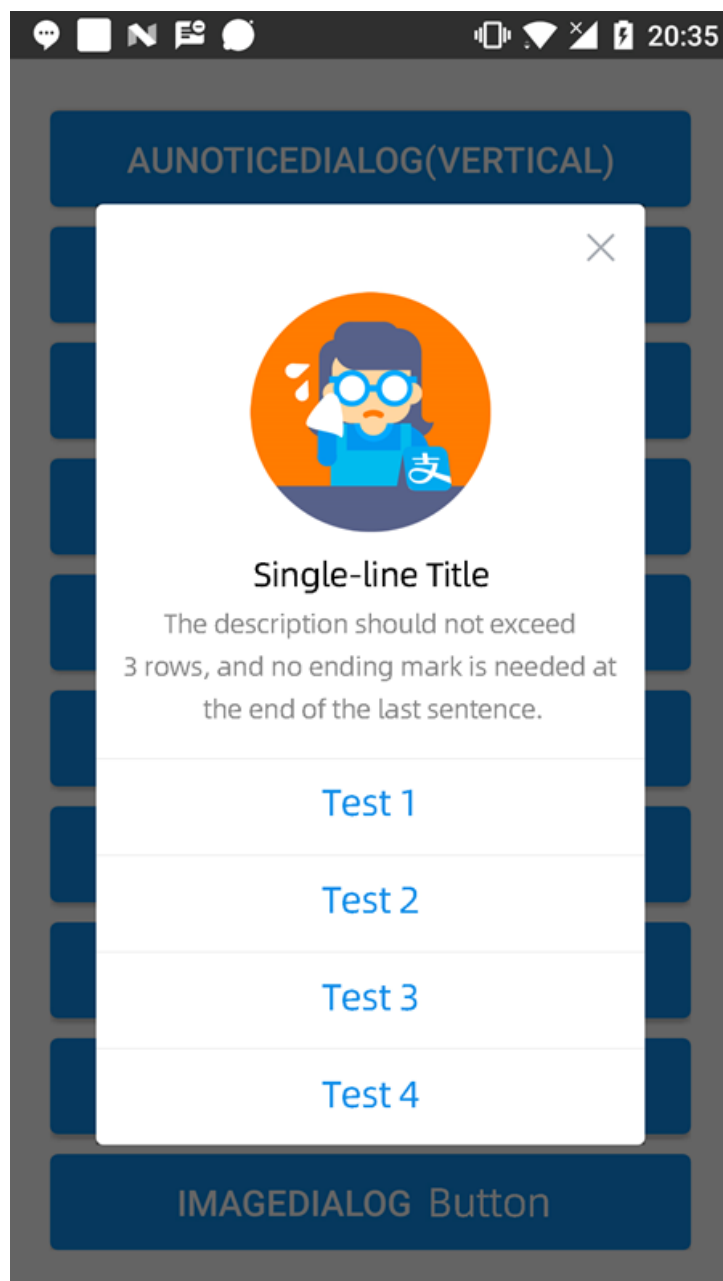 20:35
AUNOTICEDIALOG(VERTICAL)
支
Single-line Title
The description should not exceed
3 rows, and no ending mark is needed at
the end of the last sentence.
Test 1
Test 2
Test 3
Test 4
IMAGEDIALOG Button